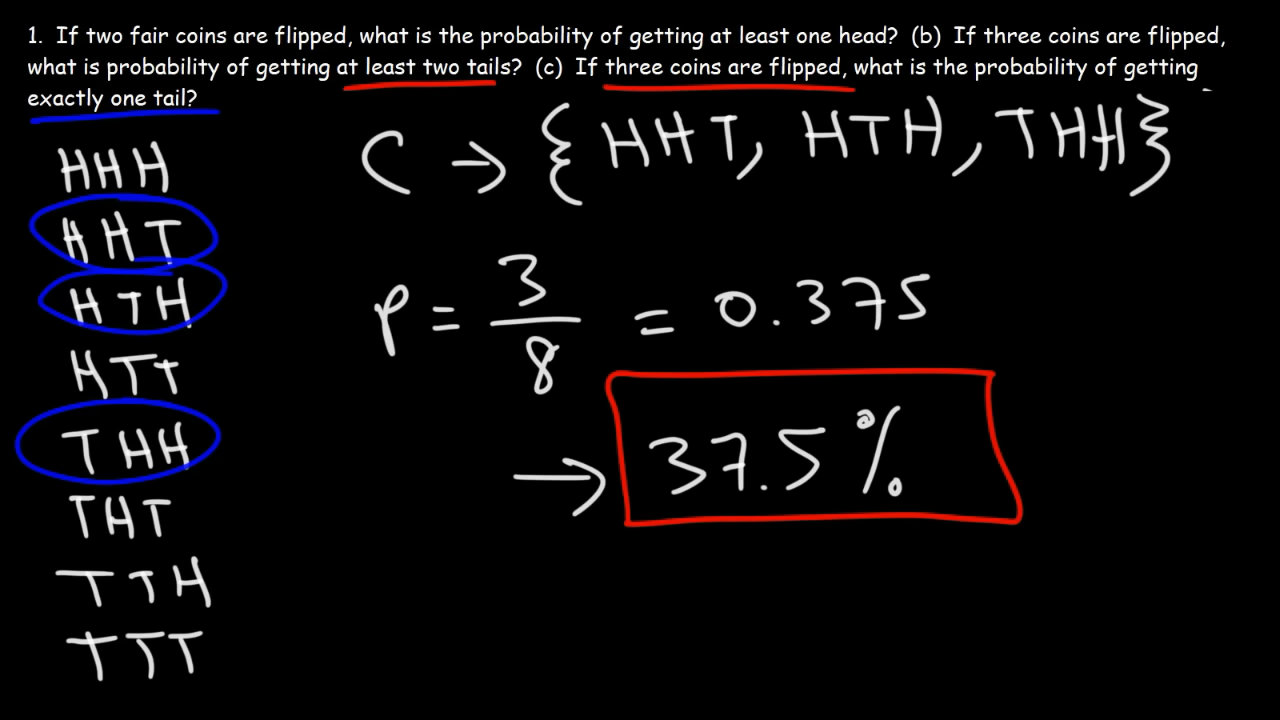 1. If two fair coins are flipped, what is the probability of getting at least one head? (b) If three coins are flipped,
what is probability of getting at least two tails? (c) If three coins are flipped, what is the probability of getting
exactly one tail?
C → {HHT, HTH, THH}
HHH
HHT
HTH
HTT
THH
THT
TTH
TTT
P = 3/8 = 0.375
→ 37.5%